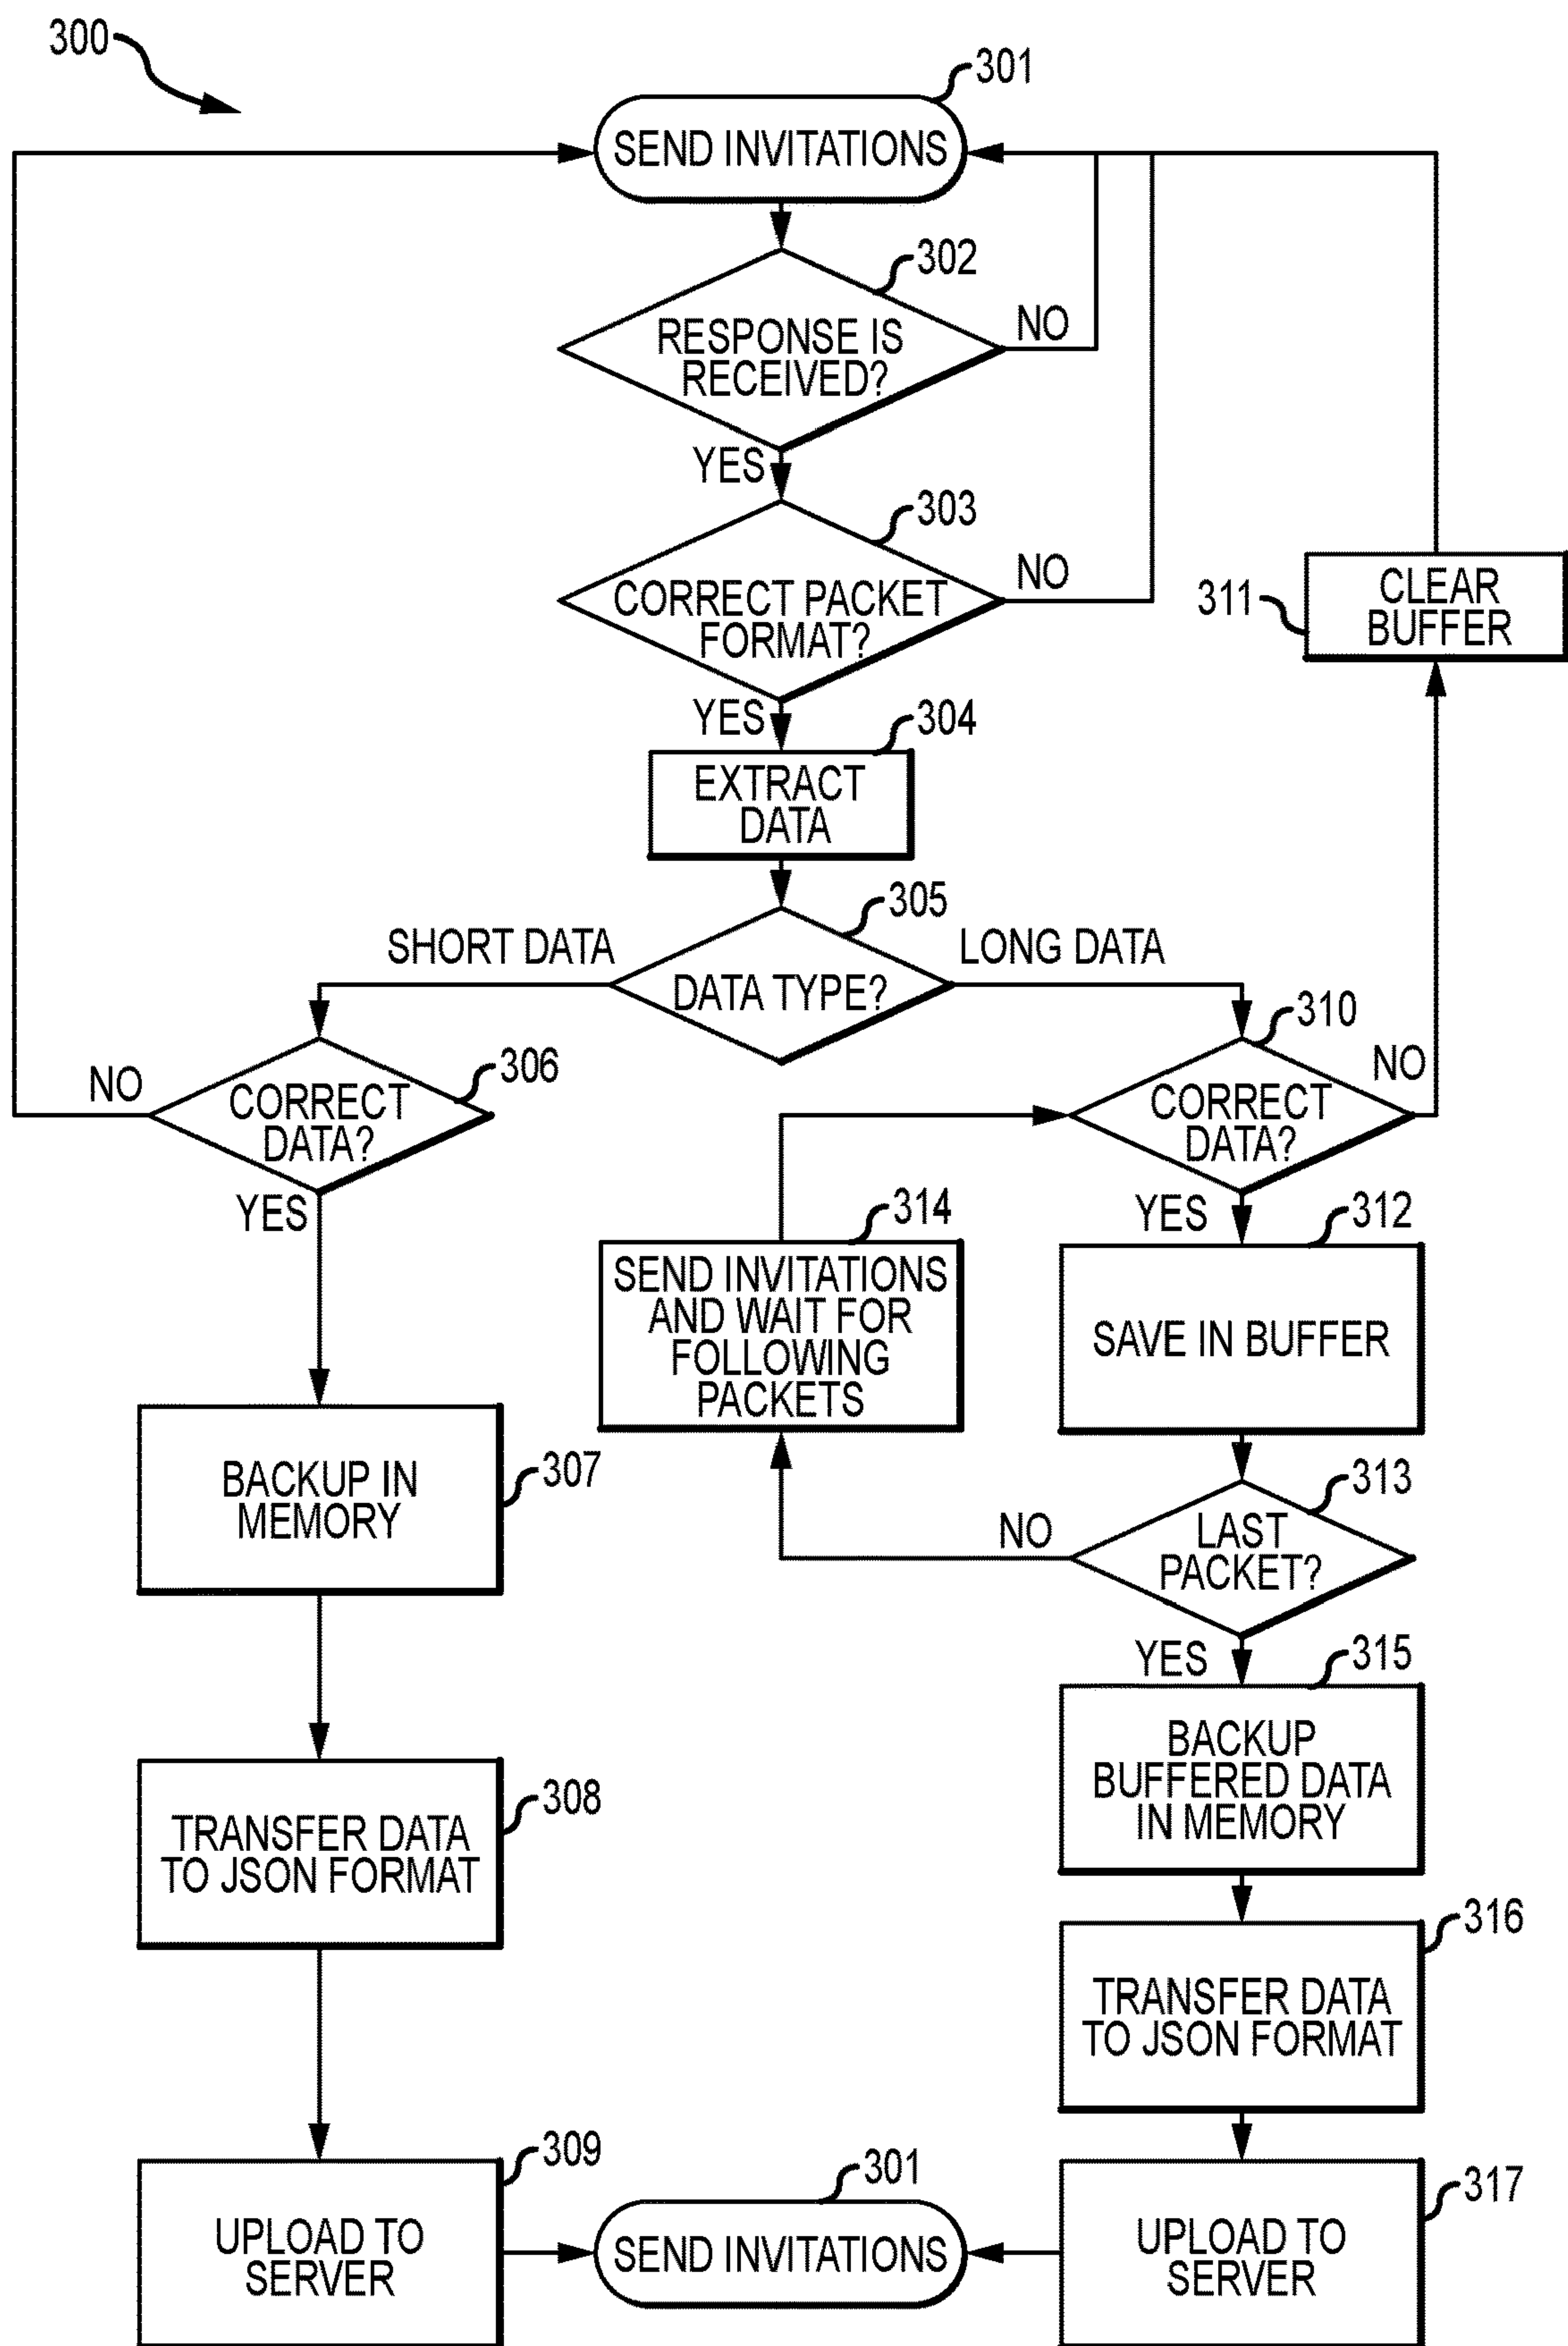 300
301
SEND INVITATIONS
302
RESPONSE IS
RECEIVED?
NO
YES
303
CORRECT PACKET
FORMAT?
NO
311
CLEAR
BUFFER
YES
304
EXTRACT
DATA
305
SHORT DATA
LONG DATA
DATA TYPE?
310
NO
306
CORRECT
DATA?
YES
CORRECT
DATA?
NO
YES
314
312
SEND INVITATIONS
AND WAIT FOR
FOLLOWING
PACKETS
SAVE IN BUFFER
307
BACKUP IN
MEMORY
313
NO
LAST
PACKET?
YES
315
BACKUP
BUFFERED DATA
IN MEMORY
308
TRANSFER DATA
TO JSON FORMAT
316
TRANSFER DATA
TO JSON FORMAT
309
301
317
UPLOAD TO
SERVER
SEND INVITATIONS
UPLOAD TO
SERVER